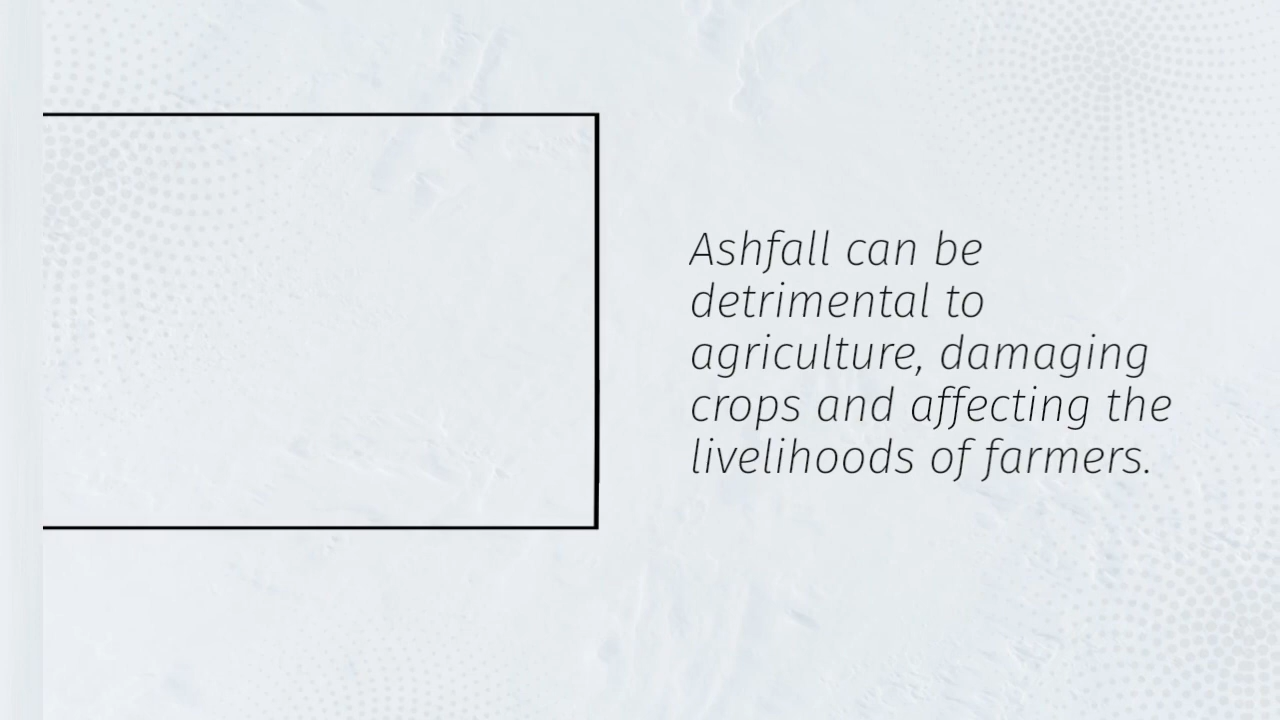 Ashfall can be
detrimental to
agriculture, damaging
crops and affecting the
livelihoods of farmers.